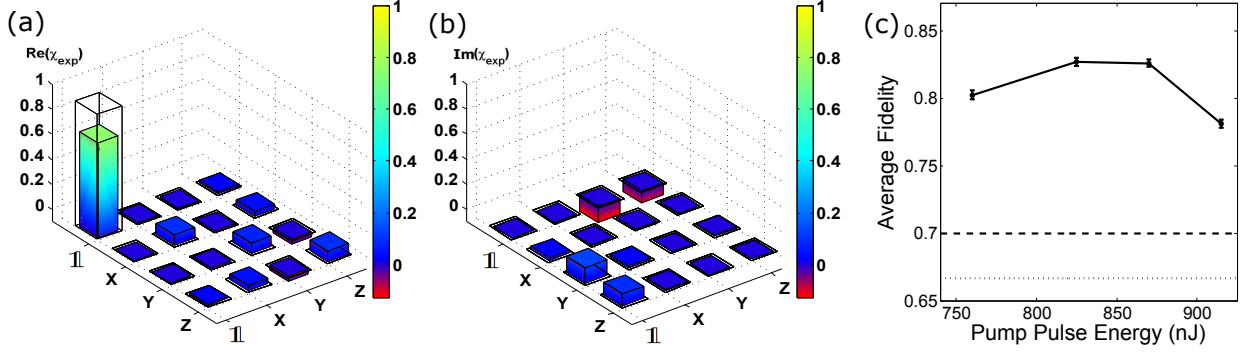 (a)
Re(χexp)
1
0.8
0.6
0.4
0.2
0
𝟙
X
Y
Z
𝟙
X
Y
Z
1
0.8
0.6
0.4
0.2
0
(b)
Im(χexp)
1
0.8
0.6
0.4
0.2
0
𝟙
X
Y
Z
𝟙
X
Y
Z
1
0.8
0.6
0.4
0.2
0
(c)
Average Fidelity
0.85
0.8
0.75
0.7
0.65
750
800
850
900
Pump Pulse Energy (nJ)